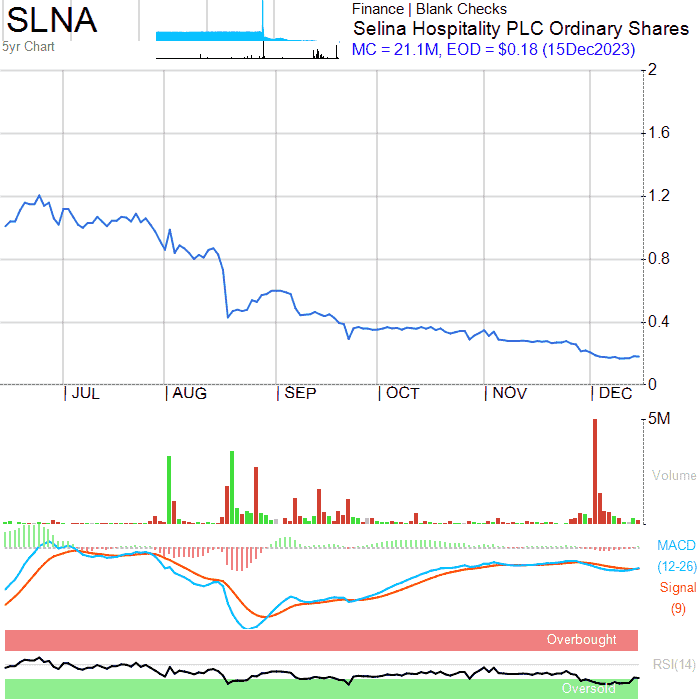 SLNA
5yr Chart
Finance | Blank Checks
Selina Hospitality PLC Ordinary Shares
MC = 21.1M, EOD = $0.18 (15Dec2023)
2
1.6
1.2
0.8
0.4
0
JUL
AUG
SEP
OCT
NOV
DEC
5M
Volume
MACD
(12-26)
Signal
(9)
Overbought
RSI(14)
Oversold